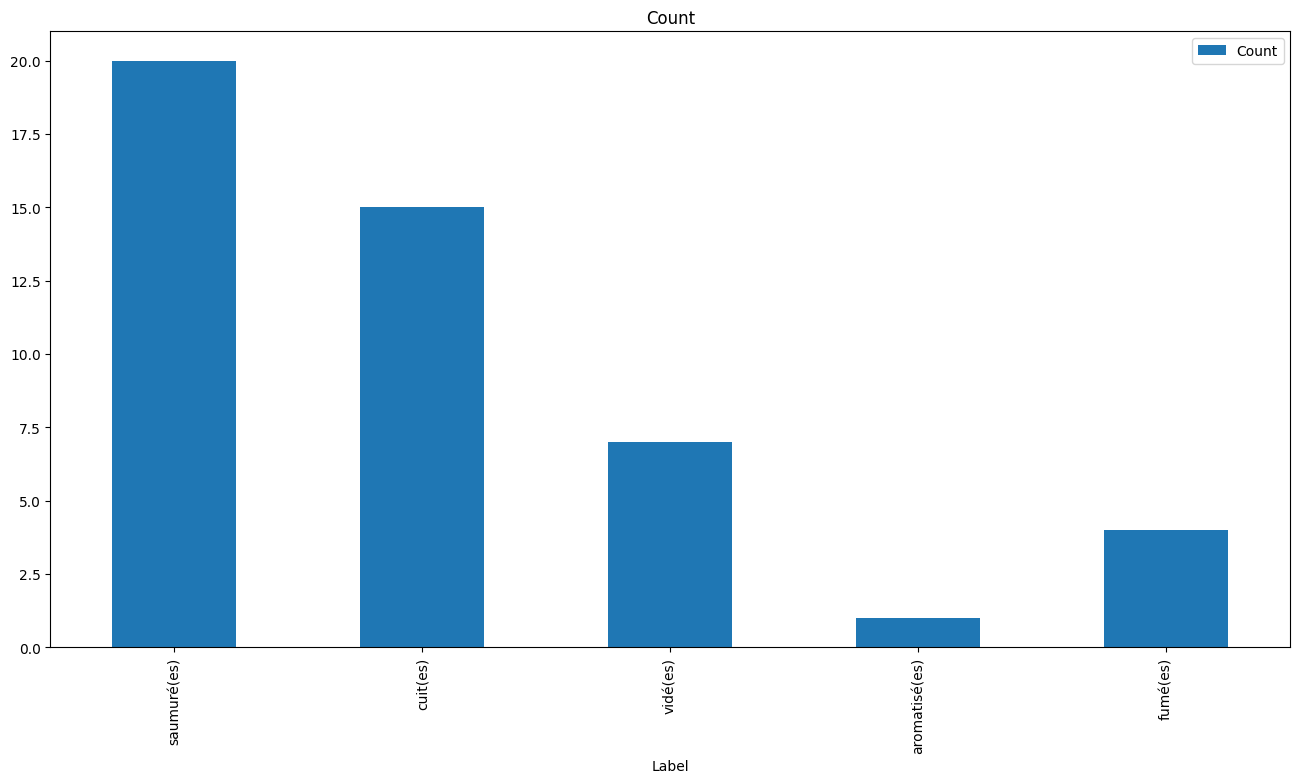 Count
Count
20.0
17.5
15.0
12.5
10.0
7.5
5.0
2.5
0.0
saumuré(es)
cuit(es)
vidé(es)
aromatisé(es)
fumé(es)
Label